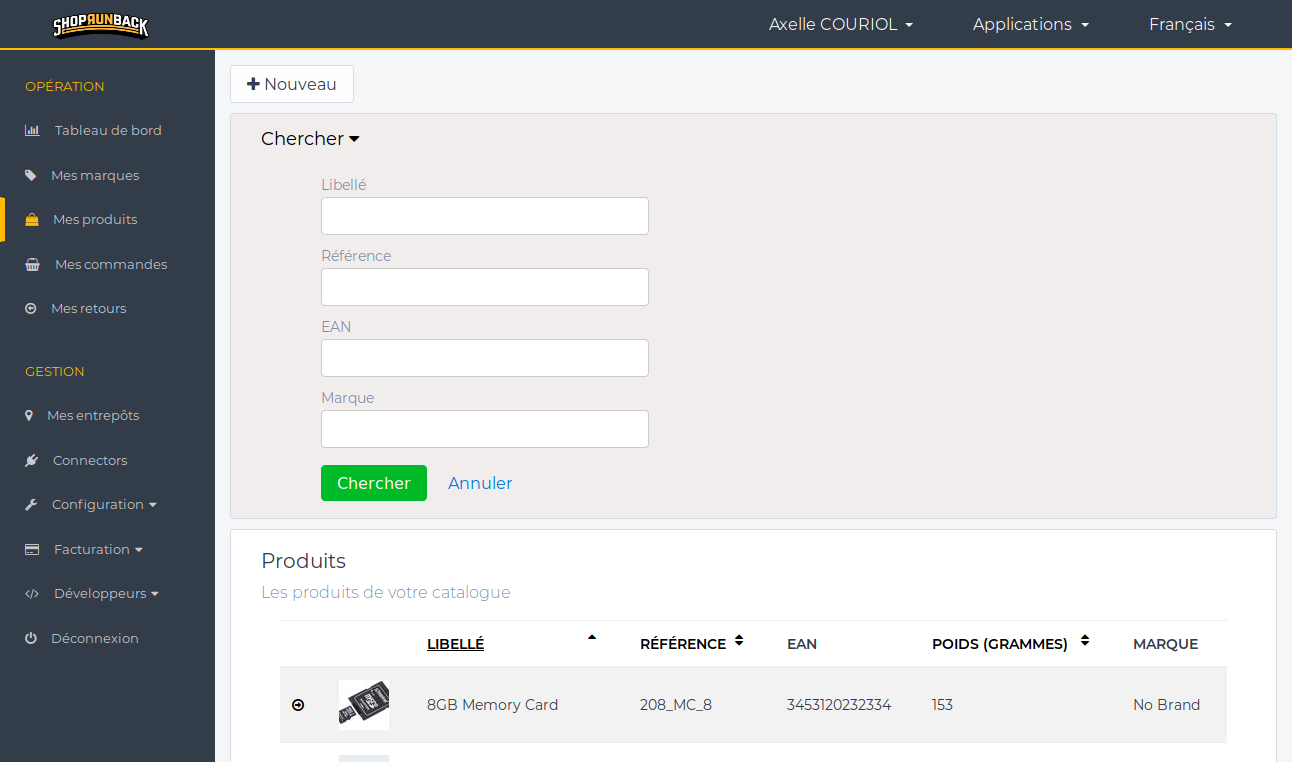 SHOPRUNBACK
Axelle COURIOL
Applications
Français
OPÉRATION
Tableau de bord
Mes marques
Mes produits
Mes commandes
Mes retours
GESTION
Mes entrepôts
Connectors
Configuration
Facturation
Développeurs
Déconnexion
Nouveau
Chercher
Libellé
Référence
EAN
Marque
Chercher Annuler
Produits
Les produits de votre catalogue
LIBELLÉ RÉFÉRENCE EAN POIDS (GRAMMES) MARQUE
8GB Memory Card 208_MC_8 3453120232334 153 No Brand